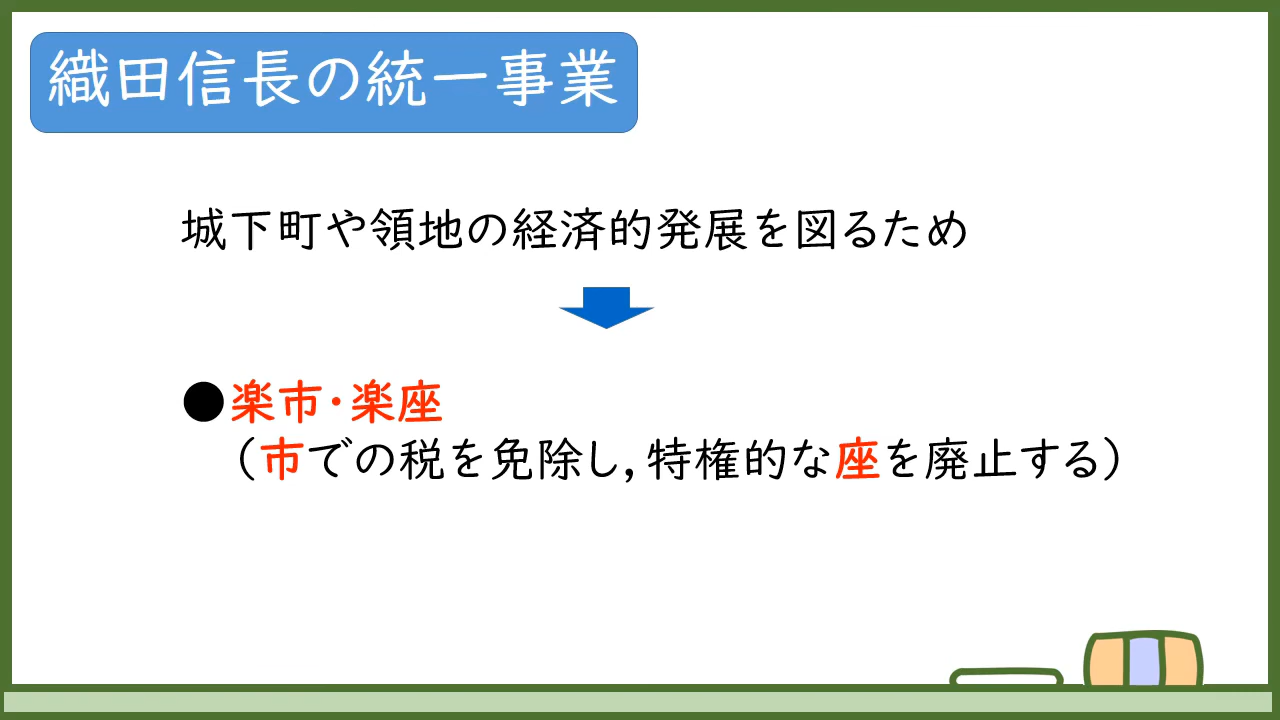 織田信長の統一事業
城下町や領地の経済的発展を図るため
●楽市・楽座
（市での税を免除し,特権的な座を廃止する）